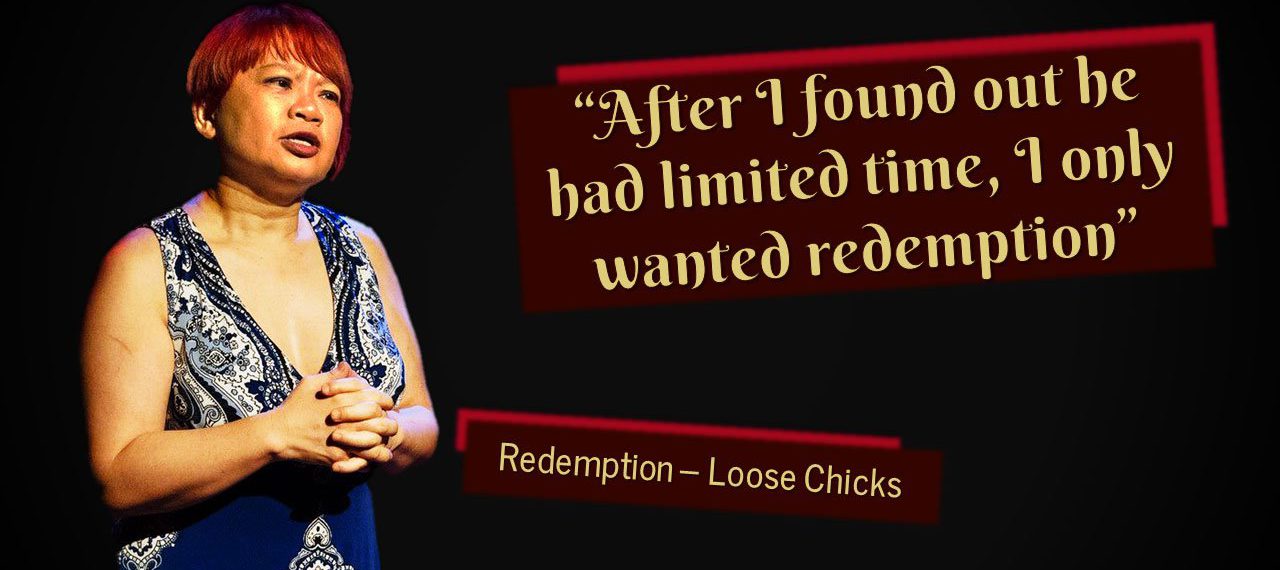 “After I found out he
had limited time, I only
wanted redemption”
Redemption – Loose Chicks